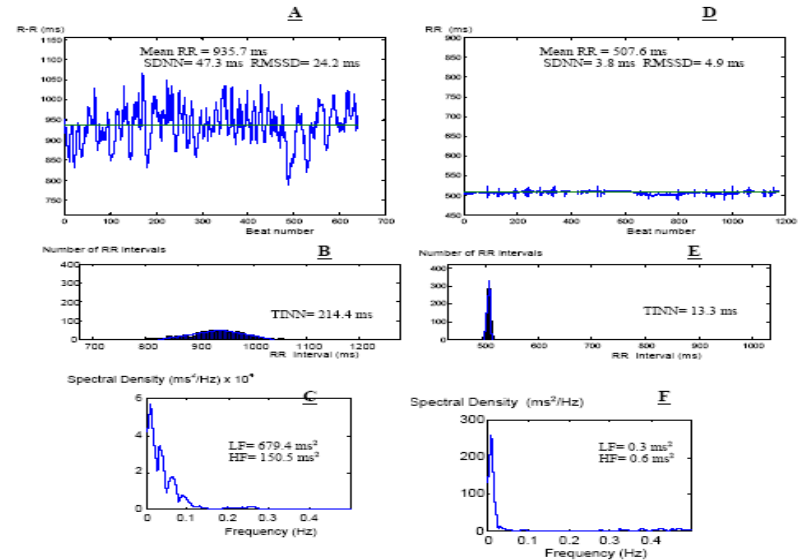 A
R-R (ms)
1150
1100
1050
1000
950
900
850
800
750
Mean RR = 935.7 ms
SDNN= 47.3 ms RMSSD= 24.2 ms
0 100 200 300 400 500 600 700
Beat number
D
RR (ms)
900
850
800
750
700
650
600
550
500
450
Mean RR = 507.6 ms
SDNN= 3.8 ms RMSSD= 4.9 ms
0 200 400 600 800 1000 1200
Beat number
Number of RR Intervals
B
400
300
200
100
0
TINN= 214.4 ms
700 800 900 1000 1100 1200
RR Interval (ms)
Number of RR Intervals
E
400
300
200
100
0
TINN= 13.3 ms
450 500 600 700 800 900 1000
RR Interval (ms)
Spectral Density (ms²/Hz) x 10⁴
C
6
4
2
0
LF= 679.4 ms²
HF= 150.5 ms²
0 0.1 0.2 0.3 0.4
Frequency (Hz)
Spectral Density (ms²/Hz)
F
300
200
100
0
LF= 0.3 ms²
HF= 0.6 ms²
0 0.1 0.2 0.3 0.4
Frequency (Hz)